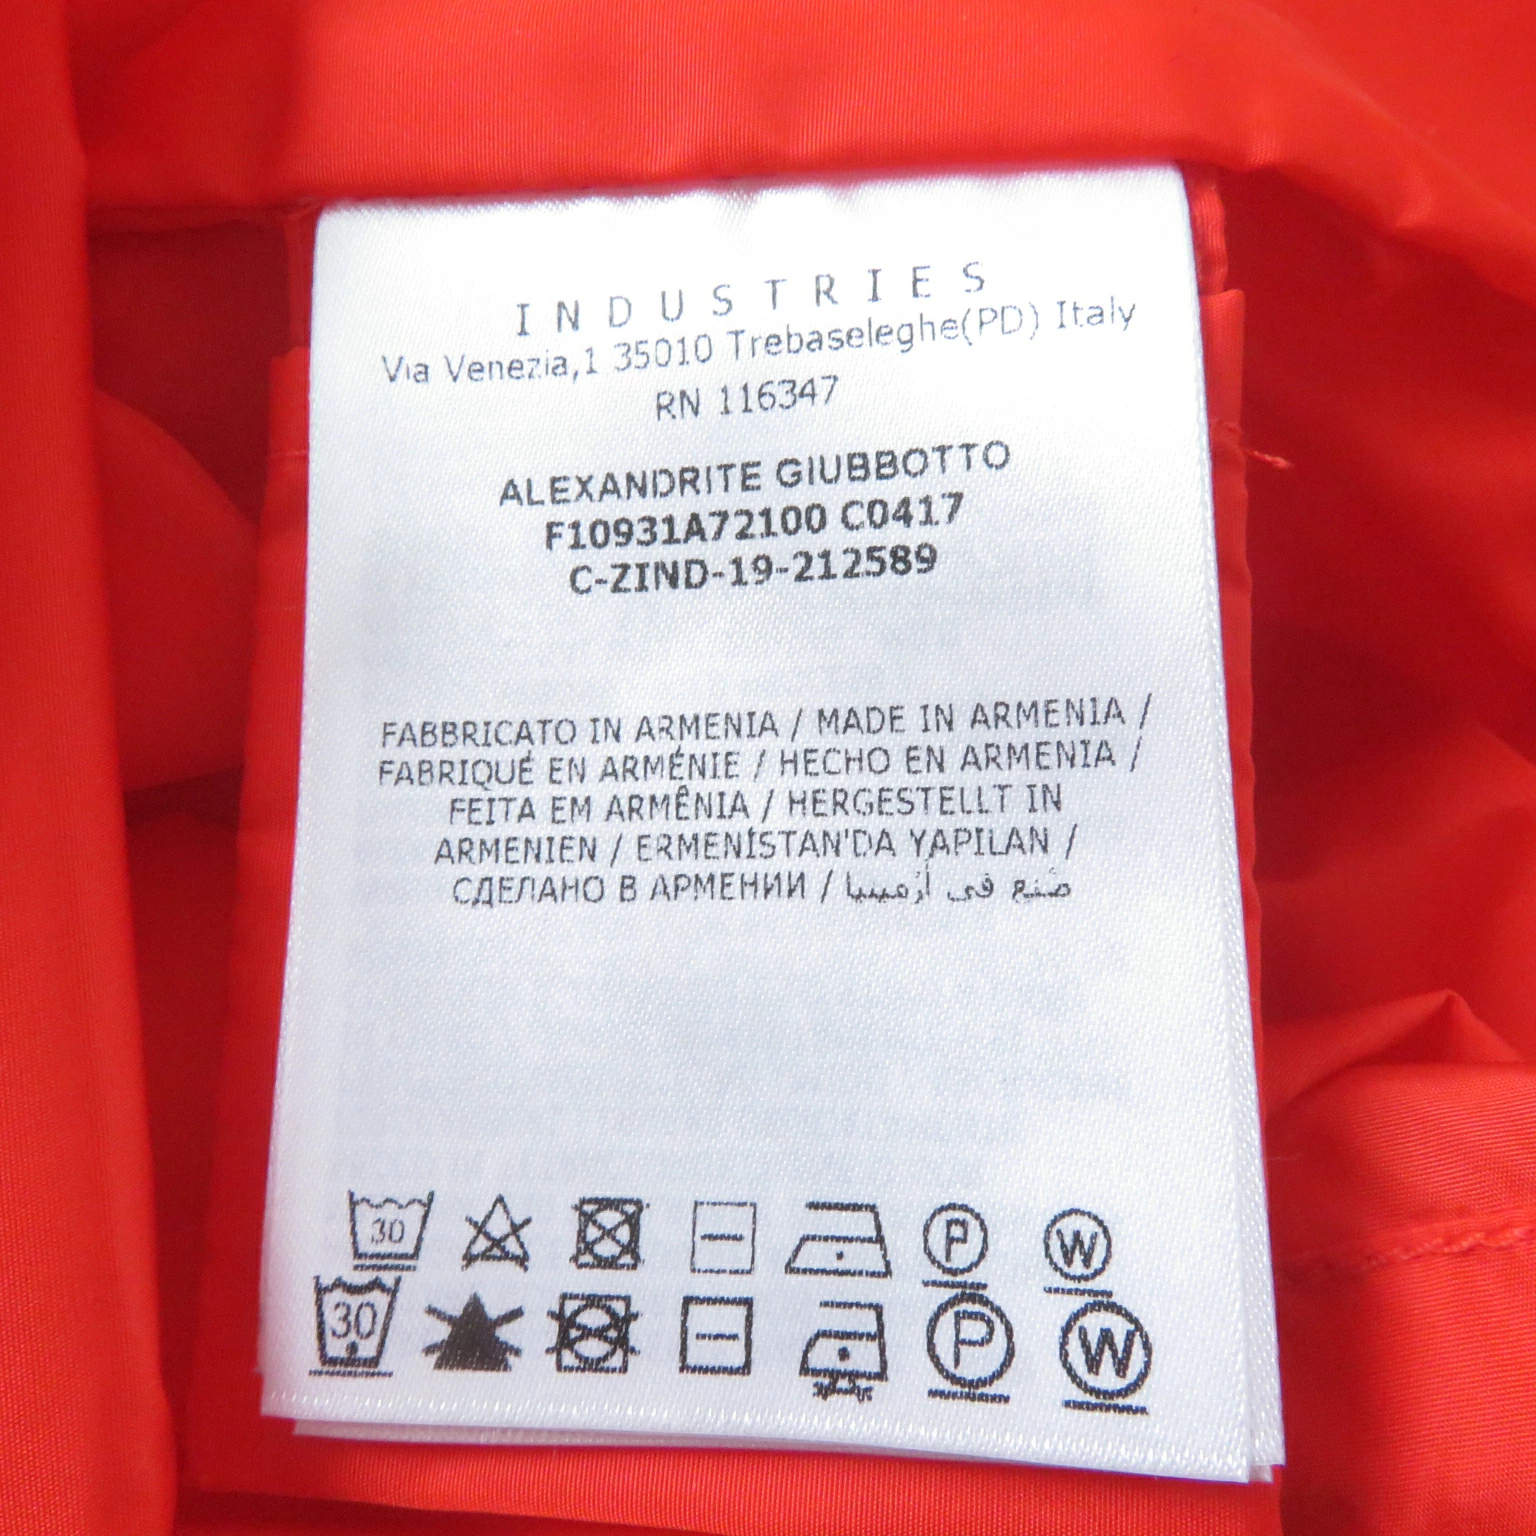 INDUSTRIES
Via Venezia,1 35010 Trebaseleghe(PD) Italy
RN 116347
ALEXANDRITE GIUBBOTTO
F10931A72100 C0417
C-ZIND-19-212589
FABBRICATO IN ARMENIA / MADE IN ARMENIA /
FABRIQUÉ EN ARMÉNIE / HECHO EN ARMENIA /
FEITA EM ARMÊNIA / HERGESTELLT IN
ARMENIEN / ERMENİSTAN'DA YAPILAN /
СДЕЛАНО В АРМЕНИИ / صُنع في أرمينيا
30 P W
30 P W